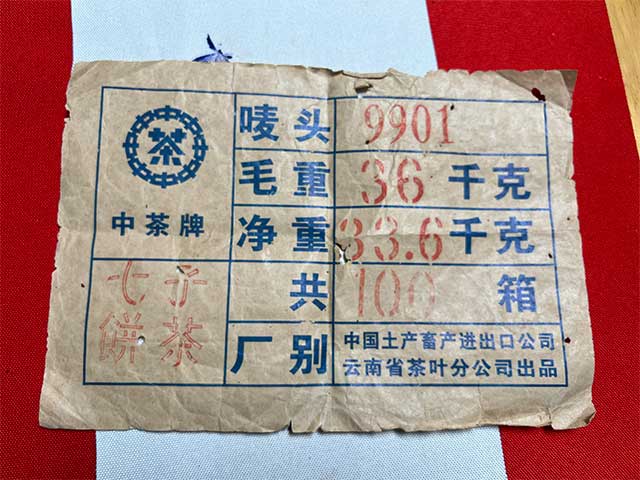 唛头 9901
毛重 36 千克
净重 33.6 千克
共 100 箱
厂别 中国土产畜产进出口公司
云南省茶叶分公司出品
茶
中茶牌
七子
饼茶